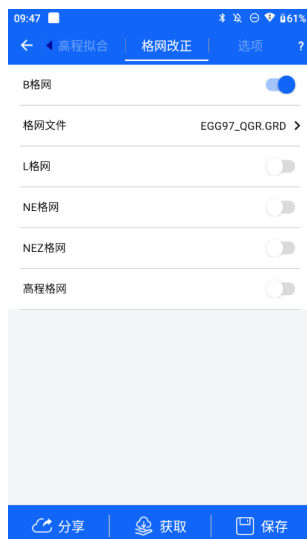 09:47 61%
高程拟合 格网改正 选项 ?
B格网
格网文件 EGG97_QGR.GRD
L格网
NE格网
NEZ格网
高程格网
分享 获取 保存